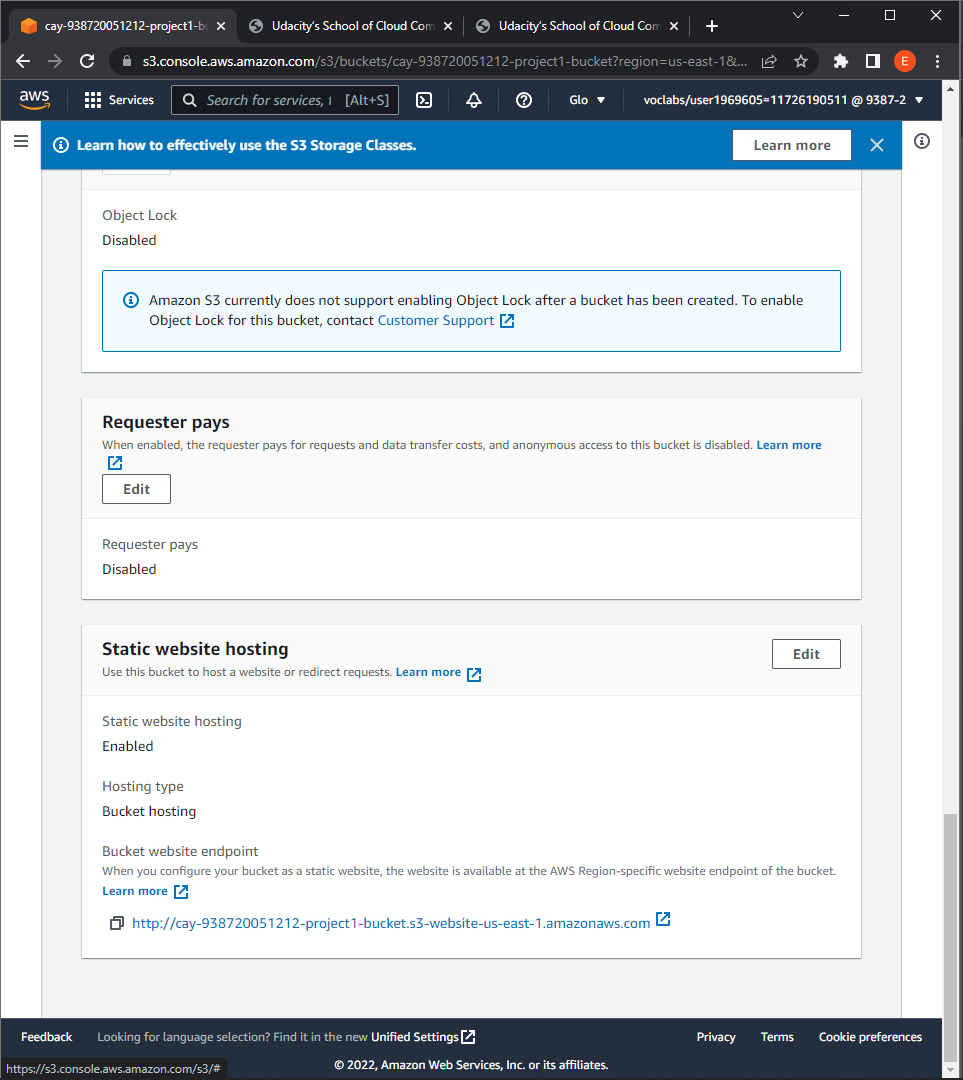 cay-938720051212-project1-b
Udacity's School of Cloud Com
Udacity's School of Cloud Com
s3.console.aws.amazon.com/s3/buckets/cay-938720051212-project1-bucket?region=us-east-1&...
E
aws
Services
Search for services, f
[Alt+S]
Glo
voclabs/user1969605=11726190511 @ 9387-2
Learn how to effectively use the S3 Storage Classes.
Learn more
Object Lock
Disabled
Amazon S3 currently does not support enabling Object Lock after a bucket has been created. To enable
Object Lock for this bucket, contact Customer Support
Requester pays
When enabled, the requester pays for requests and data transfer costs, and anonymous access to this bucket is disabled. Learn more
Edit
Requester pays
Disabled
Static website hosting
Edit
Use this bucket to host a website or redirect requests. Learn more
Static website hosting
Enabled
Hosting type
Bucket hosting
Bucket website endpoint
When you configure your bucket as a static website, the website is available at the AWS Region-specific website endpoint of the bucket.
Learn more
http://cay-938720051212-project1-bucket.s3-website-us-east-1.amazonaws.com
Feedback
Looking for language selection? Find it in the new Unified Settings
Privacy
Terms
Cookie preferences
© 2022, Amazon Web Services, Inc. or its affiliates.
https://s3.console.aws.amazon.com/s3/#